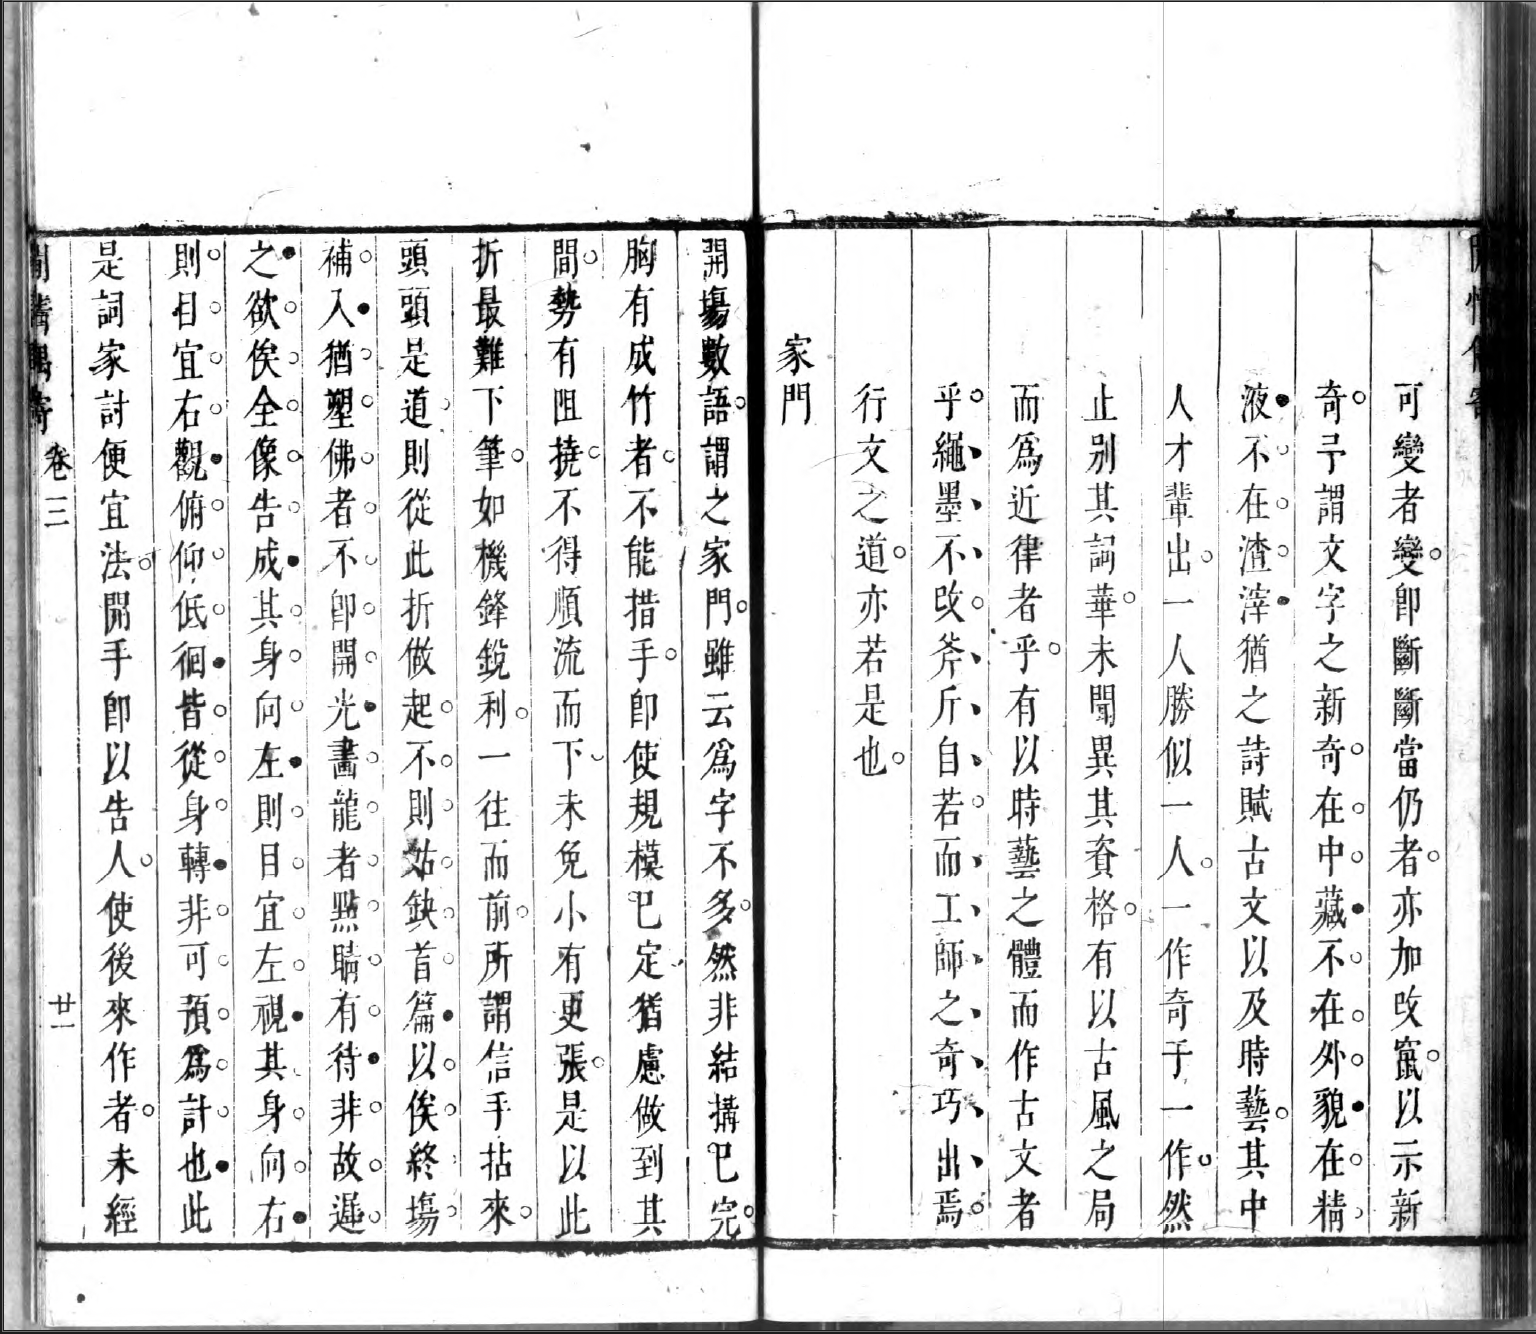 可變者變即斷斷當仍者亦加改竄以示新
奇予謂文字之新奇在中藏不在外貌在精
液不在渣滓猶之詩賦古文以及時藝其中
人才輩出一人勝似一人一作奇于一作然
止别其詞華未聞異其資格有以古風之局
而爲近律者乎有以時藝之體而作古文者
乎繩墨不改斧斤自若而工師之奇巧出焉
行文之道亦若是也
家門
開塲數語謂之家門雖云爲字不多然非結搆已完
胸有成竹者不能措手即使規模已定猶慮做到其
間勢有阻撓不得順流而下未免小有更張是以此
折最難下筆如機鋒銳利一往而前所謂信手拈來
頭頭是道則從此折做起不則姑缺首篇以俟終塲
補入猶塑佛者不即開光畫龍者點睛有待非故遲
之欲俟全像告成其身向左則目宜左視其身向右
則目宜右觀俯仰低徊皆從身轉非可預爲計也此
是詞家討便宜法開手即以告人使後來作者未經
卷三
廿一